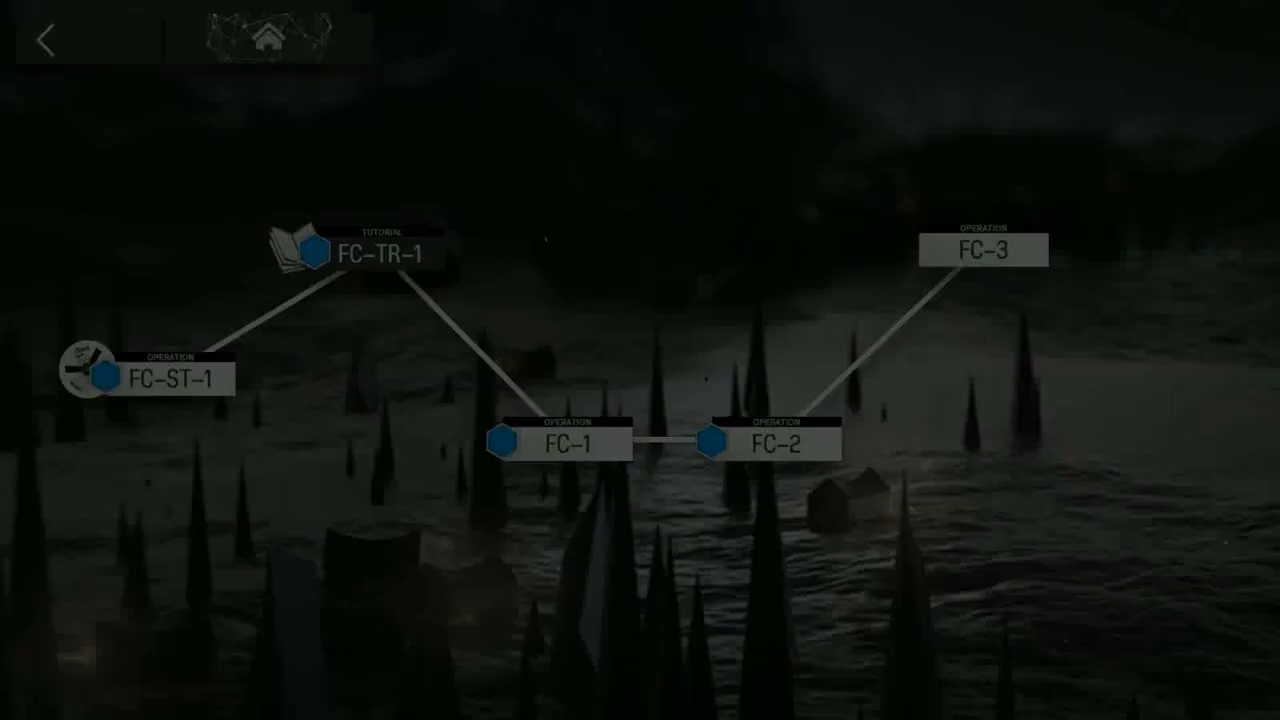 TUTORIAL
FC-TR-1
OPERATION
FC-3
OPERATION
FC-ST-1
OPERATION
FC-1
OPERATION
FC-2